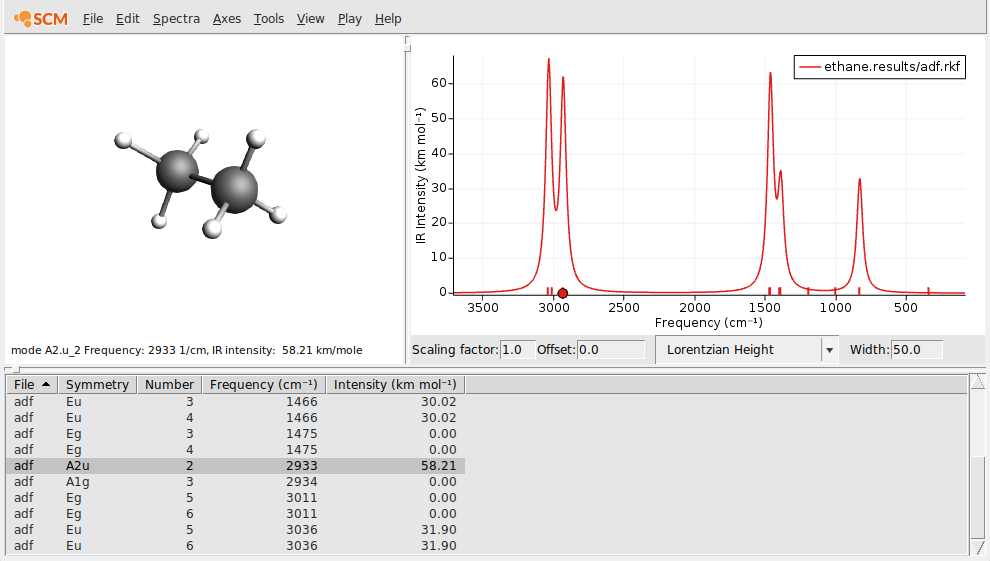 SCM File Edit Spectra Axes Tools View Play Help
mode A2.u_2 Frequency: 2933 1/cm, IR intensity:  58.21 km/mole
ethane.results/adf.rkf
IR Intensity (km mol⁻¹)
60
50
40
30
20
10
0
3500 3000 2500 2000 1500 1000 500
Frequency (cm⁻¹)
Scaling factor: 1.0 Offset: 0.0 Lorentzian Height Width: 50.0
File Symmetry Number Frequency (cm⁻¹) Intensity (km mol⁻¹)
adf Eu 3 1466 30.02
adf Eu 4 1466 30.02
adf Eg 3 1475 0.00
adf Eg 4 1475 0.00
adf A2u 2 2933 58.21
adf A1g 3 2934 0.00
adf Eg 5 3011 0.00
adf Eg 6 3011 0.00
adf Eu 5 3036 31.90
adf Eu 6 3036 31.90